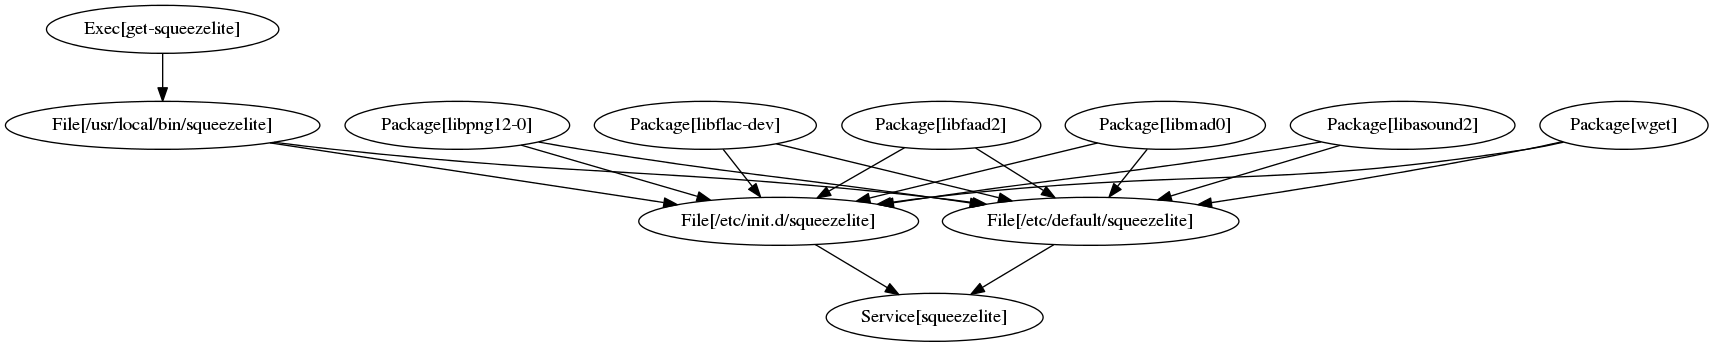 Exec[get-squeezelite]
File[/usr/local/bin/squeezelite]
Package[libpng12-0]
Package[libflac-dev]
Package[libfaad2]
Package[libmad0]
Package[libasound2]
Package[wget]
File[/etc/init.d/squeezelite]
File[/etc/default/squeezelite]
Service[squeezelite]